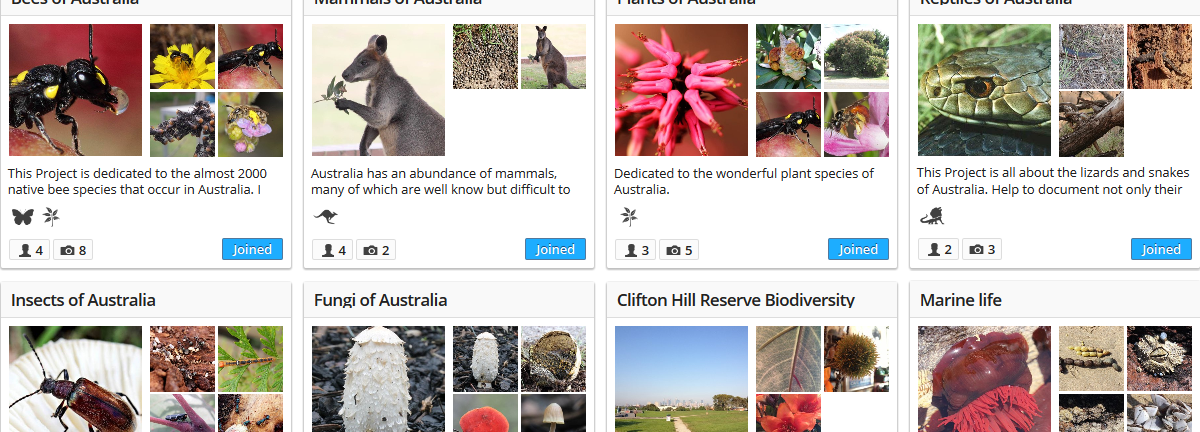 Bees of Australia
Mammals of Australia
Plants of Australia
Reptiles of Australia
This Project is dedicated to the almost 2000
native bee species that occur in Australia. I
Australia has an abundance of mammals,
many of which are well know but difficult to
Dedicated to the wonderful plant species of
Australia.
This Project is all about the lizards and snakes
of Australia. Help to document not only their
4 8 Joined
4 2 Joined
3 5 Joined
2 3 Joined
Insects of Australia
Fungi of Australia
Clifton Hill Reserve Biodiversity
Marine life